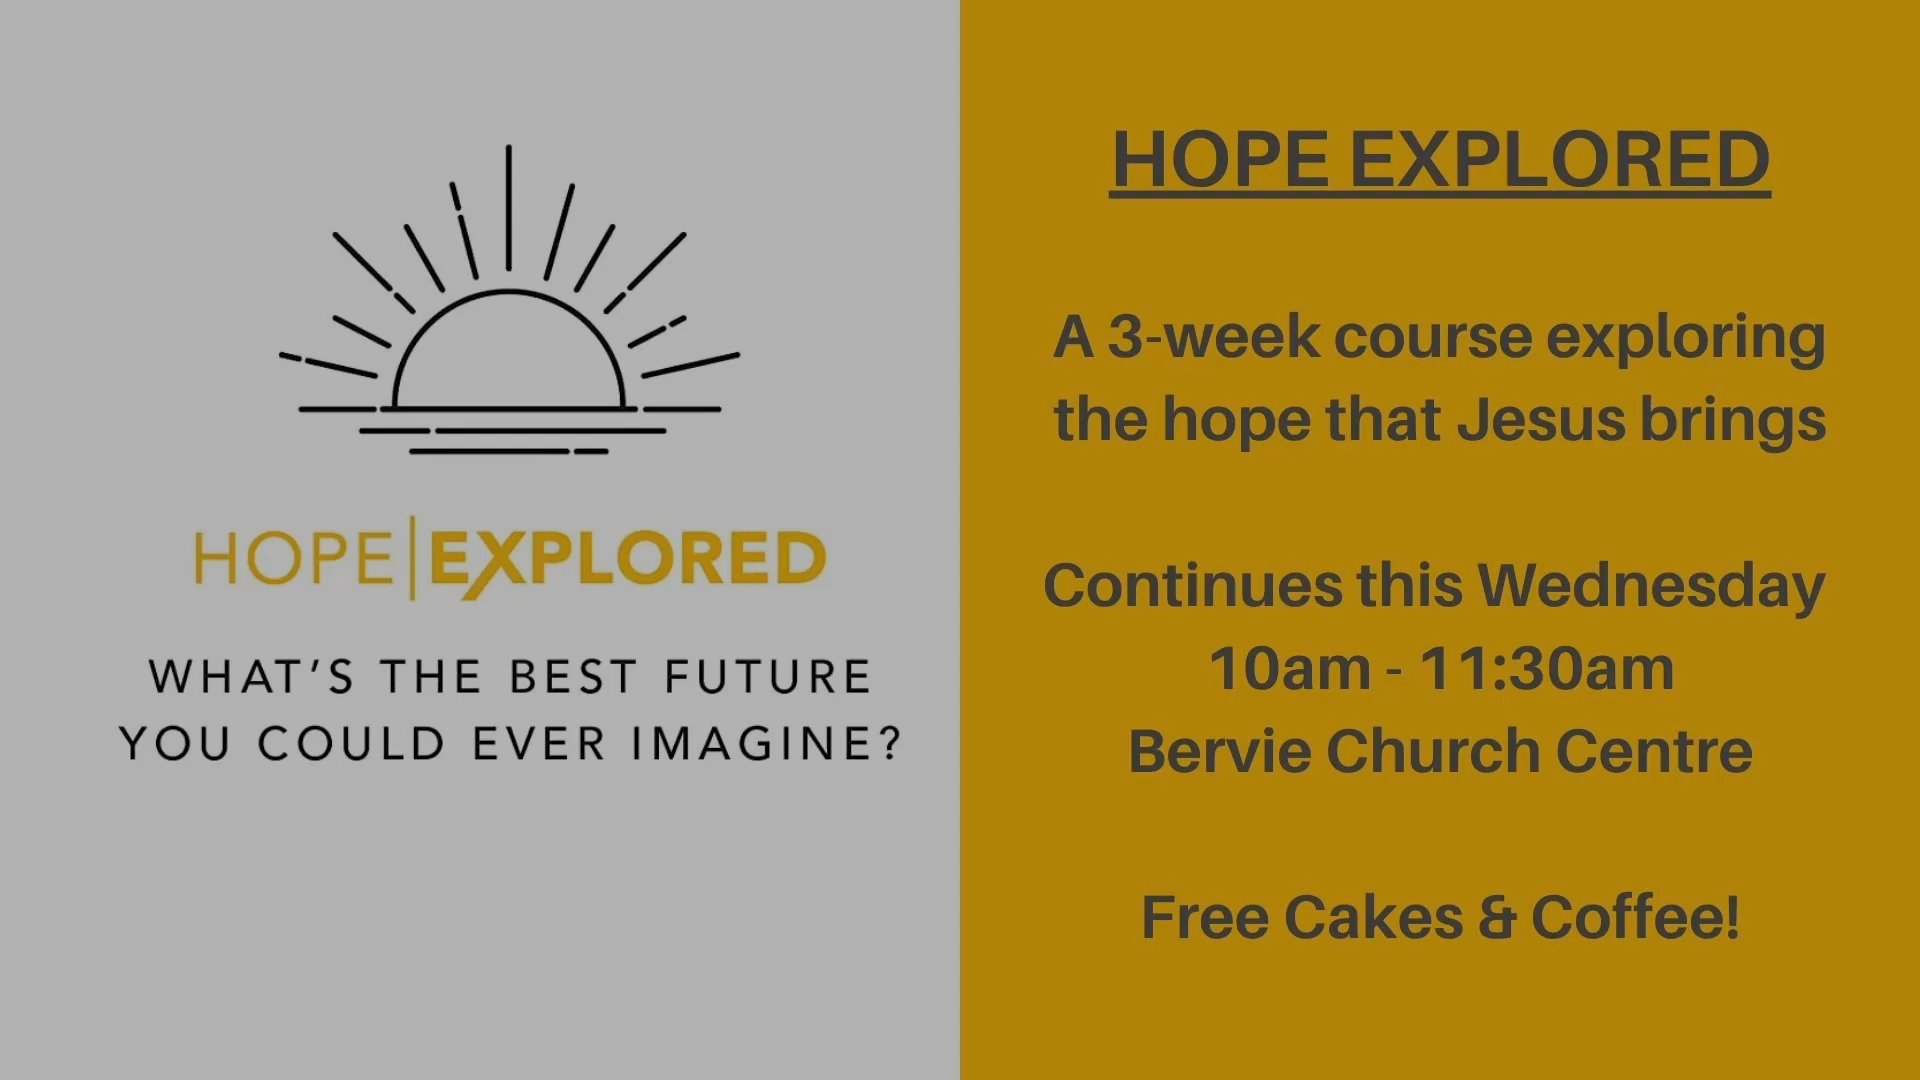 HOPE|EXPLORED
WHAT'S THE BEST FUTURE
YOU COULD EVER IMAGINE?
HOPE EXPLORED
A 3-week course exploring
the hope that Jesus brings
Continues this Wednesday
10am - 11:30am
Bervie Church Centre
Free Cakes & Coffee!